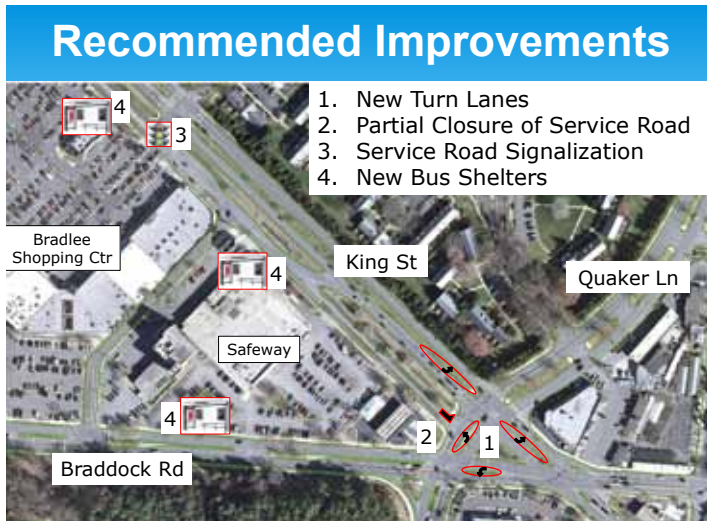 Recommended Improvements
1. New Turn Lanes
2. Partial Closure of Service Road
3. Service Road Signalization
4. New Bus Shelters
4
3
Bradlee
Shopping Ctr
King St
Quaker Ln
4
Safeway
4
2
1
Braddock Rd